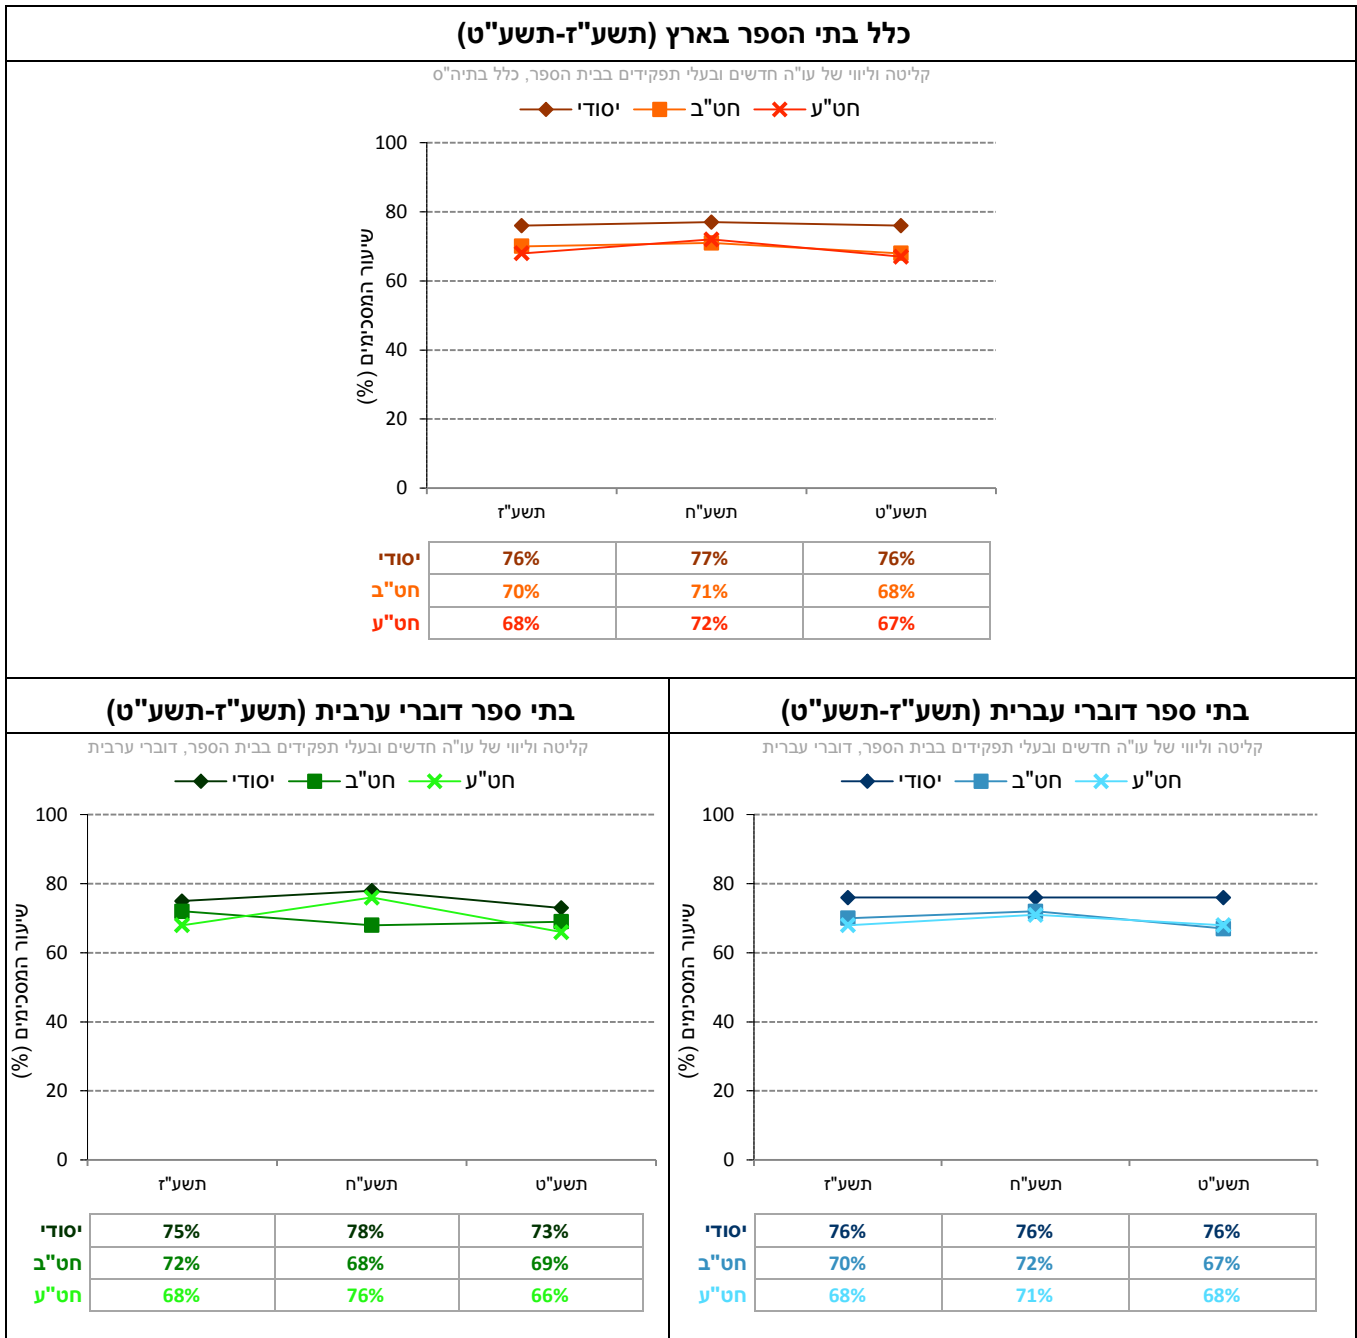 כלל בתי הספר בארץ (תשע"ז-תשע"ט)
קליטה וליווי של עו"ה חדשים ובעלי תפקידים בבית הספר, כלל בתיה"ס
יסודי חט"ב חט"ע
שיעור המסכימים (%)
100
80
60
40
20
0
תשע"ז תשע"ח תשע"ט
יסודי 76% 77% 76%
חט"ב 70% 71% 68%
חט"ע 68% 72% 67%
בתי ספר דוברי עברית (תשע"ז-תשע"ט)
קליטה וליווי של עו"ה חדשים ובעלי תפקידים בבית הספר, דוברי עברית
יסודי חט"ב חט"ע
שיעור המסכימים (%)
100
80
60
40
20
0
תשע"ז תשע"ח תשע"ט
יסודי 76% 76% 76%
חט"ב 70% 72% 67%
חט"ע 68% 71% 68%
בתי ספר דוברי ערבית (תשע"ז-תשע"ט)
קליטה וליווי של עו"ה חדשים ובעלי תפקידים בבית הספר, דוברי ערבית
יסודי חט"ב חט"ע
שיעור המסכימים (%)
100
80
60
40
20
0
תשע"ז תשע"ח תשע"ט
יסודי 75% 78% 73%
חט"ב 72% 68% 69%
חט"ע 68% 76% 66%